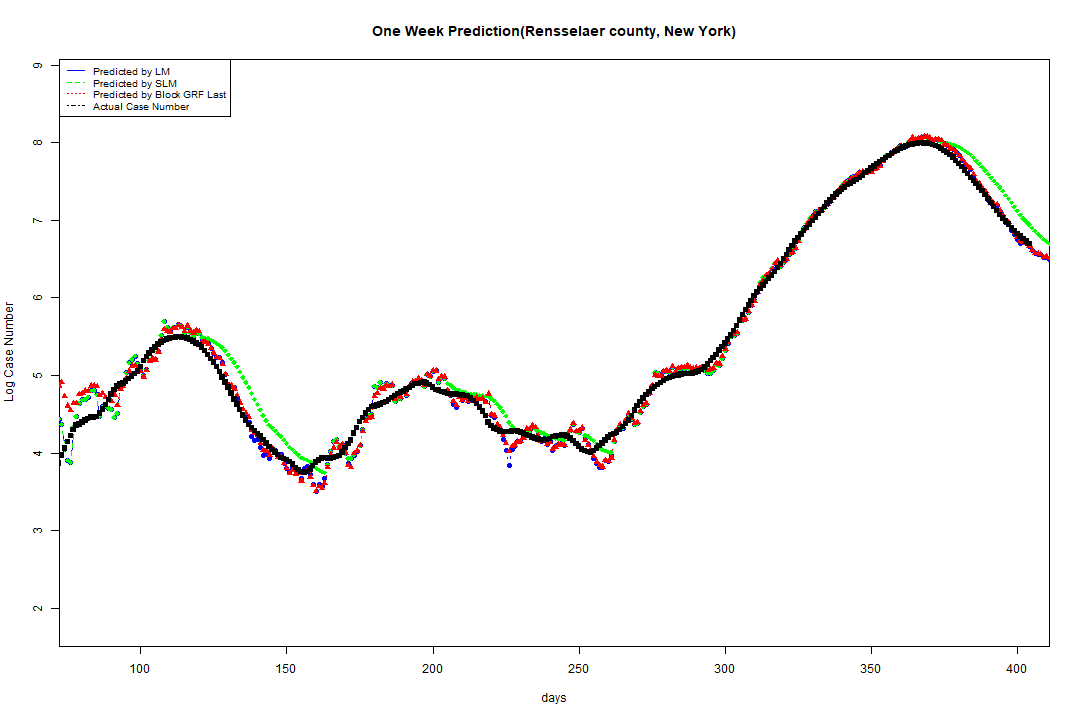 One Week Prediction(Rensselaer county, New York)
Predicted by LM
Predicted by SLM
Predicted by Block GRF Last
Actual Case Number
9
8
7
6
5
4
3
2
Log Case Number
100 150 200 250 300 350 400
days